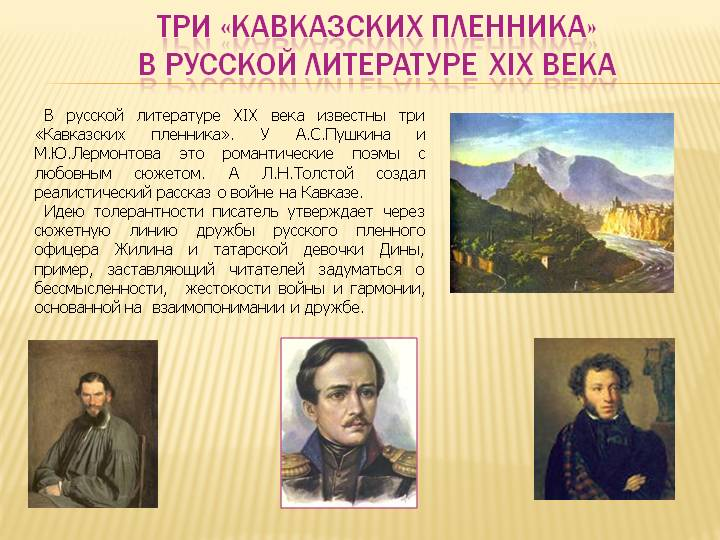 ТРИ «КАВКАЗСКИХ ПЛЕННИКА»
В РУССКОЙ ЛИТЕРАТУРЕ XIX ВЕКА
В русской литературе XIX века известны три
«Кавказских пленника». У А.С.Пушкина и
М.Ю.Лермонтова это романтические поэмы с
любовным сюжетом. А Л.Н.Толстой создал
реалистический рассказ о войне на Кавказе.
Идею толерантности писатель утверждает через
сюжетную линию дружбы русского пленного
офицера Жилина и татарской девочки Дины,
пример, заставляющий читателей задуматься о
бессмысленности, жестокости войны и гармонии,
основанной на взаимопонимании и дружбе.